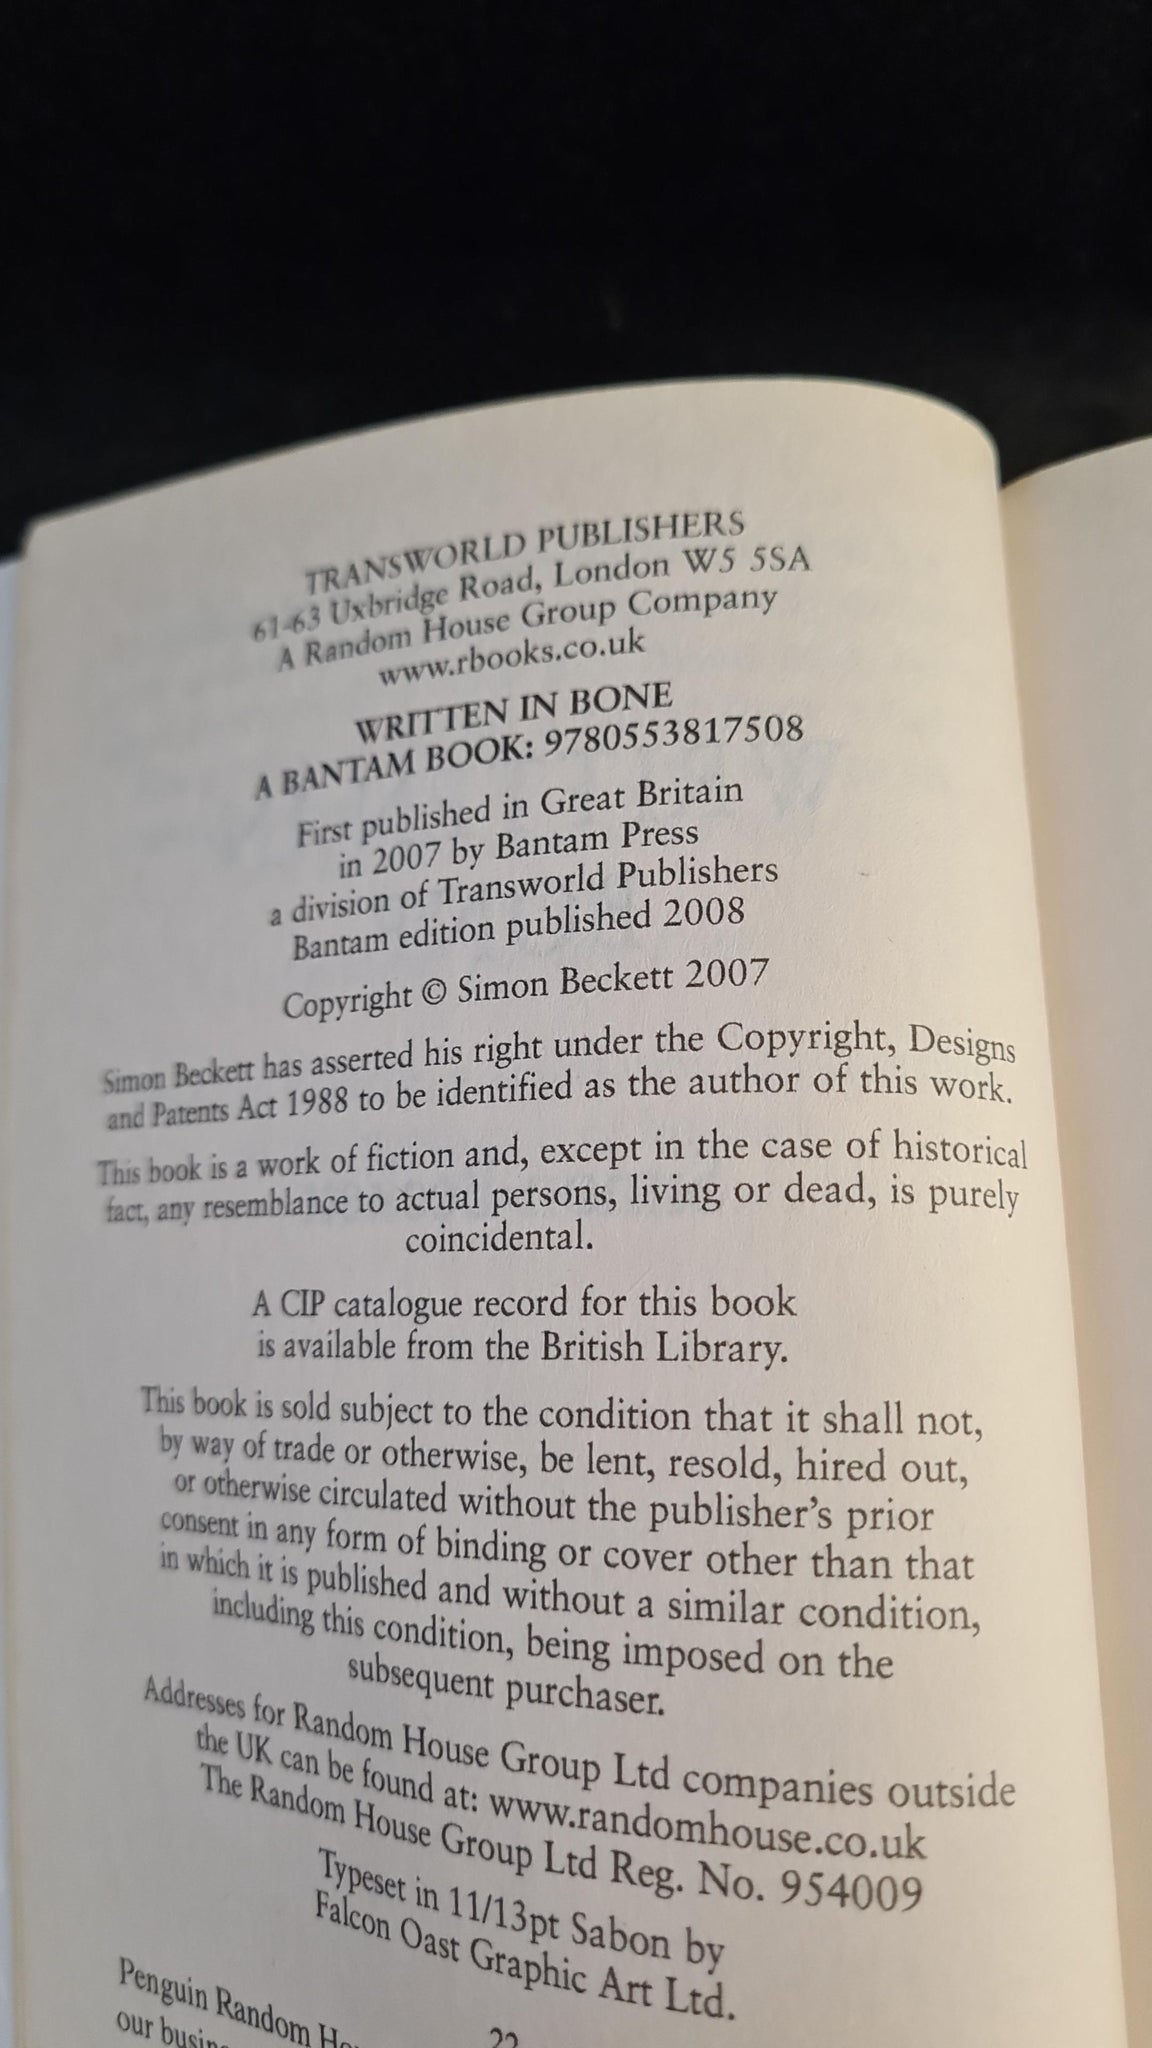 TRANSWORLD PUBLISHERS
61-63 Uxbridge Road, London W5 5SA
A Random House Group Company
www.rbooks.co.uk
WRITTEN IN BONE
A BANTAM BOOK: 9780553817508
First published in Great Britain
in 2007 by Bantam Press
a division of Transworld Publishers
Bantam edition published 2008
Copyright © Simon Beckett 2007
Simon Beckett has asserted his right under the Copyright, Designs
and Patents Act 1988 to be identified as the author of this work.
This book is a work of fiction and, except in the case of historical
fact, any resemblance to actual persons, living or dead, is purely
coincidental.
A CIP catalogue record for this book
is available from the British Library.
This book is sold subject to the condition that it shall not,
by way of trade or otherwise, be lent, resold, hired out,
or otherwise circulated without the publisher's prior
consent in any form of binding or cover other than that
in which it is published and without a similar condition,
including this condition, being imposed on the
subsequent purchaser.
Addresses for Random House Group Ltd companies outside
the UK can be found at: www.randomhouse.co.uk
The Random House Group Ltd Reg. No. 954009
Typeset in 11/13pt Sabon by
Falcon Oast Graphic Art Ltd.
Penguin Random
our